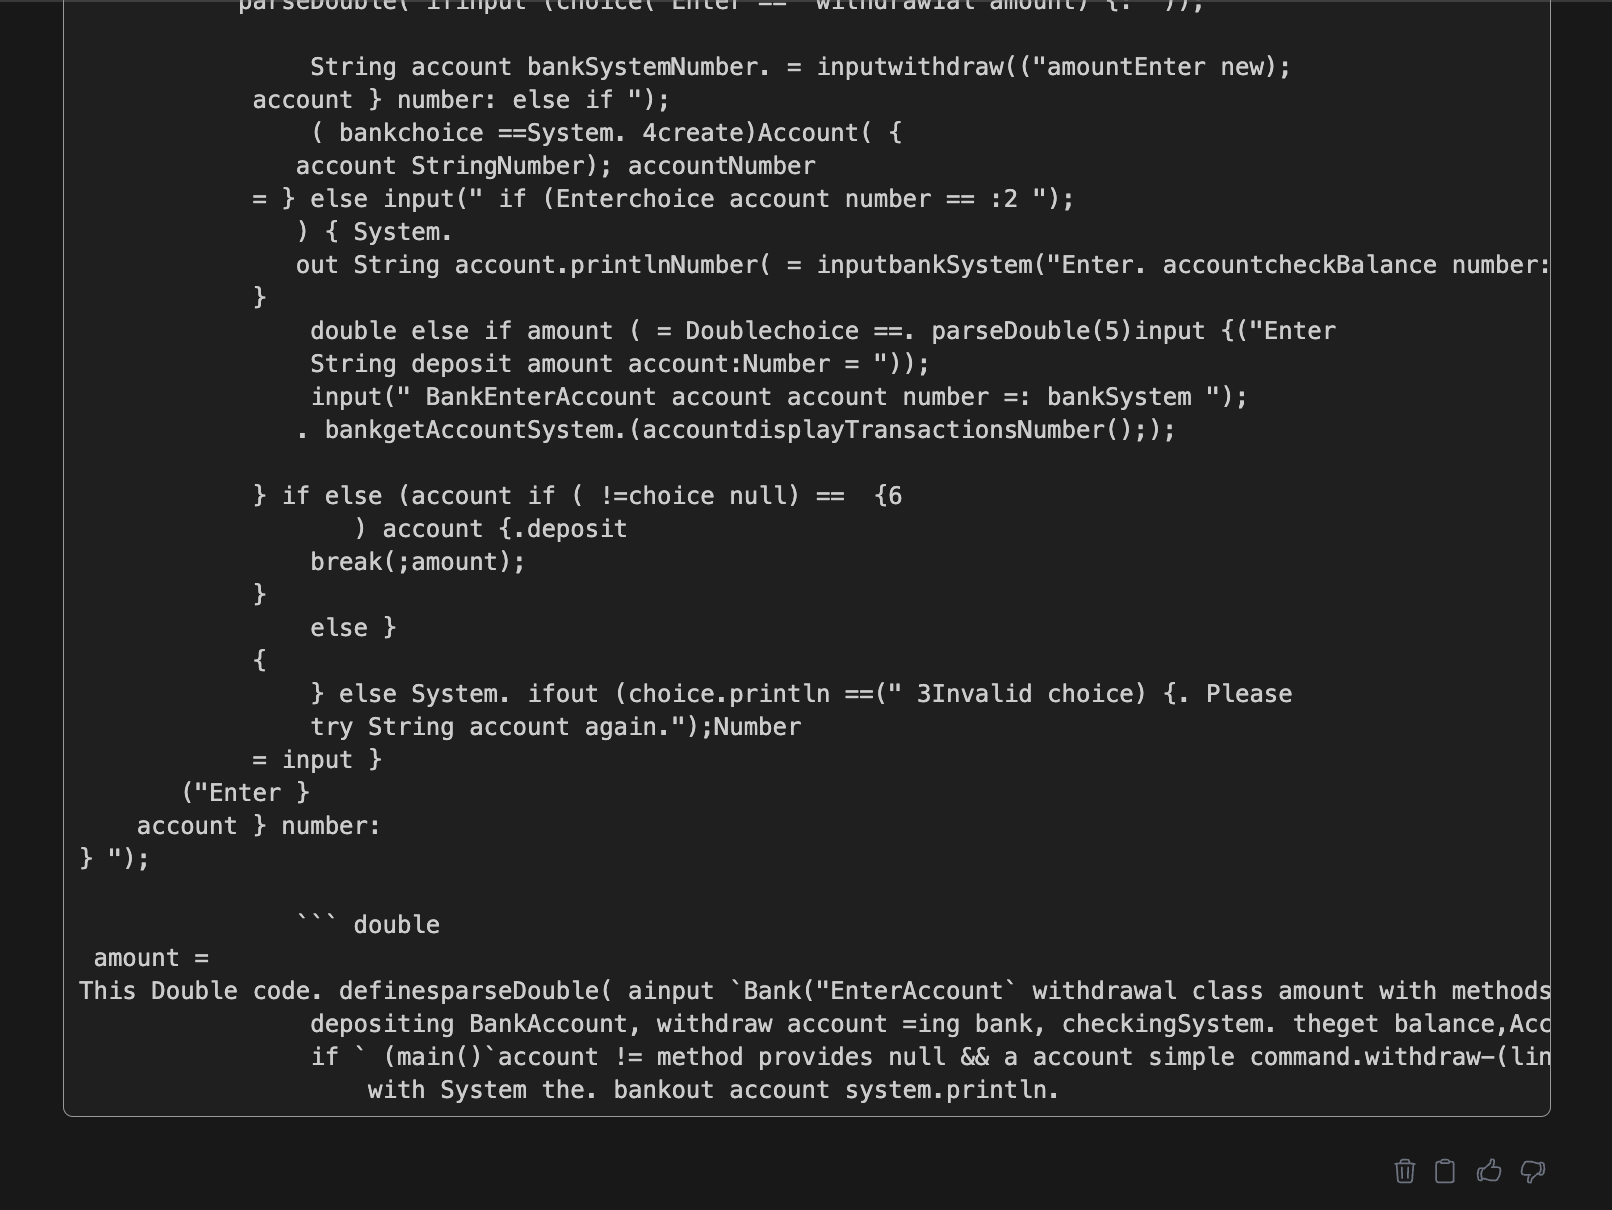 parseDouble( ifinput (choice("Enter == "withdrawlal amount) {: "));
String account bankSystemNumber. = inputwithdraw(("amountEnter new);
account } number: else if ");
( bankchoice ==System. 4create)Account( {
account StringNumber); accountNumber
= } else input(" if (Enterchoice account number == :2 ");
) { System.
out String account.printlnNumber( = inputbankSystem("Enter. accountcheckBalance number:
}
double else if amount ( = Doublechoice ==. parseDouble(5)input {("Enter
String deposit amount account:Number = "));
input(" BankEnterAccount account account number =: bankSystem ");
. bankgetAccountSystem.(accountdisplayTransactionsNumber(););
} if else (account if ( !=choice null) ==  {6
) account {.deposit
break(;amount);
}
else }
{
} else System. ifout (choice.println ==(" 3Invalid choice) {. Please
try String account again.");Number
= input }
("Enter }
account } number:
} ");
``` double
amount =
This Double code. definesparseDouble( ainput `Bank("EnterAccount` withdrawal class amount with methods
depositing BankAccount, withdraw account =ing bank, checkingSystem. theget balance,Acc
if ` (main()`account != method provides null && a account simple command.withdraw-(lin
with System the. bankout account system.println.